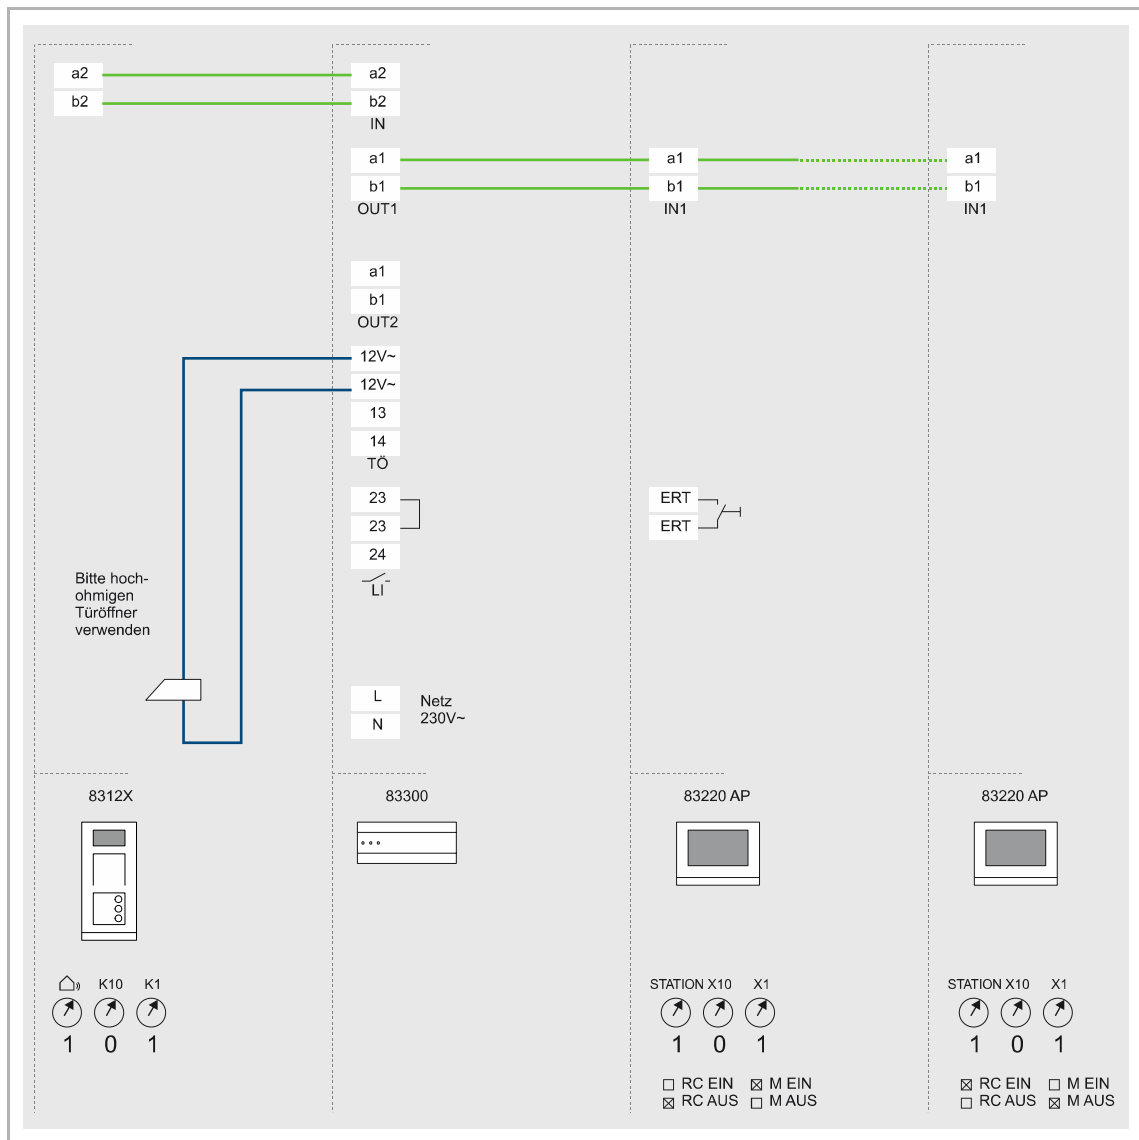 a2
b2
a2
b2
IN
a1
b1
OUT1
a1
b1
IN1
a1
b1
IN1
a1
b1
OUT2
12V~
12V~
13
14
TÖ
23
23
24
LI
ERT
ERT
Bitte hoch-
ohmigen
Türöffner
verwenden
L
N
Netz
230V~
8312X
83300
83220 AP
83220 AP
K10 K1
1 0 1
STATION X10 X1
1 0 1
RC EIN M EIN
RC AUS M AUS
STATION X10 X1
1 0 1
RC EIN M EIN
RC AUS M AUS